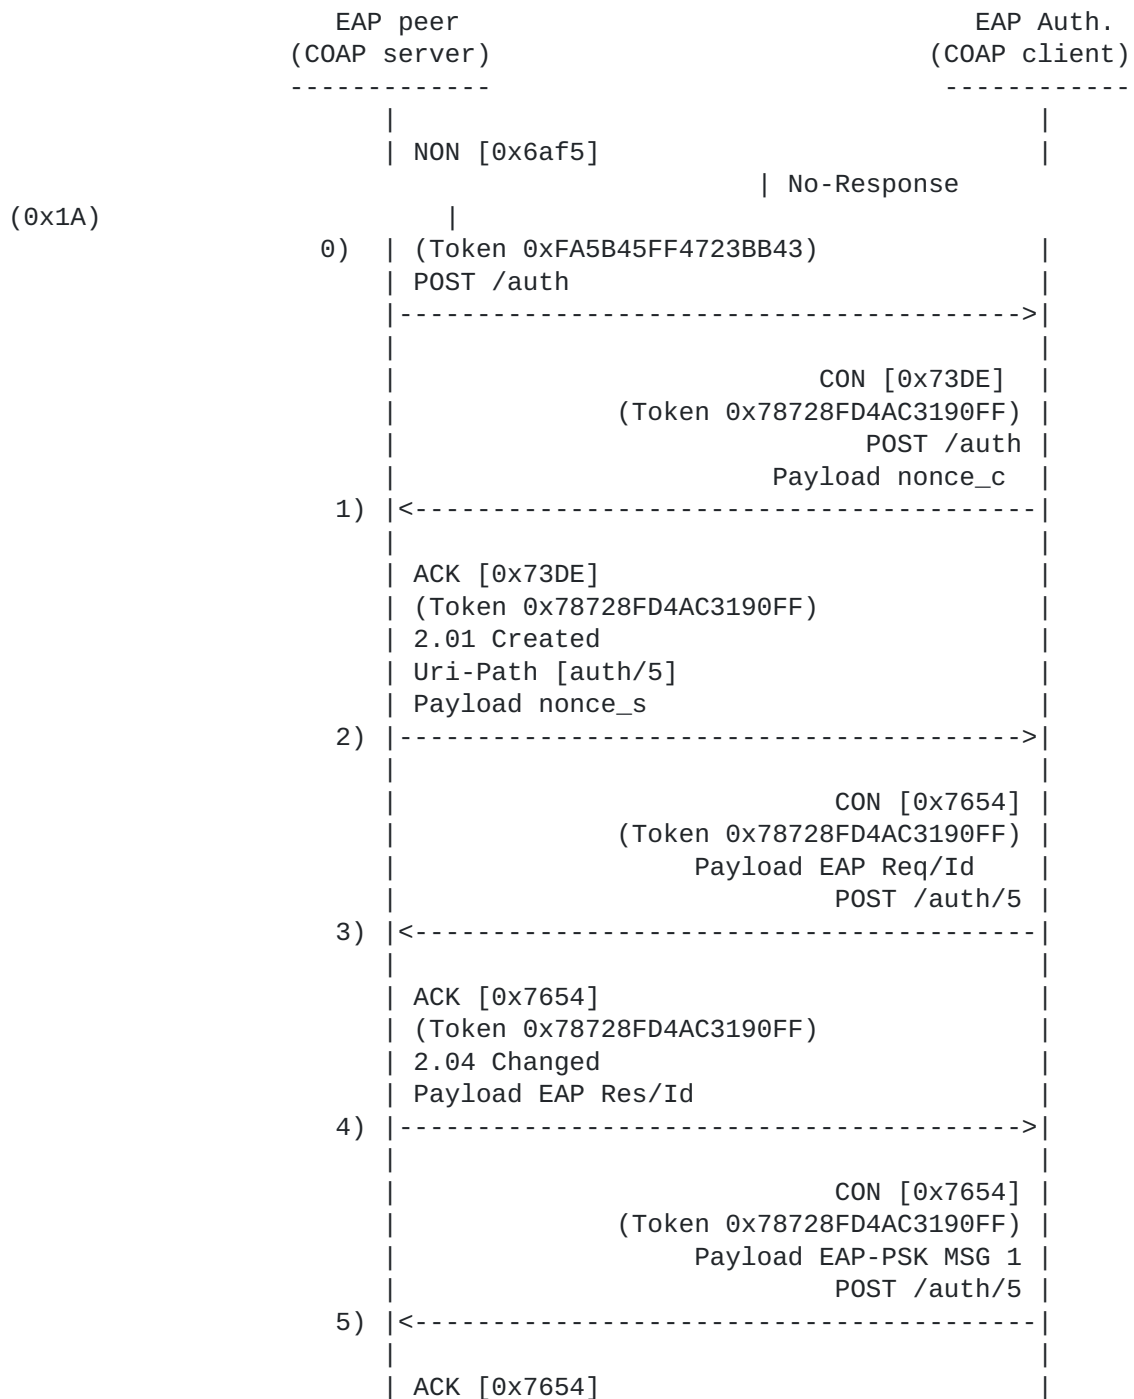 EAP peer                                 EAP Auth.
(COAP server)                            (COAP client)
-------------                             ------------
|                                         |
| NON [0x6af5]                            |
| No-Response
(0x1A)                      |
0)  | (Token 0xFA5B45FF4723BB43)              |
| POST /auth                              |
|---------------------------------------->|
|                                         |
|                           CON [0x73DE]  |
|              (Token 0x78728FD4AC3190FF) |
|                              POST /auth |
|                        Payload nonce_c  |
1) |<----------------------------------------|
|                                         |
| ACK [0x73DE]                            |
| (Token 0x78728FD4AC3190FF)              |
| 2.01 Created                            |
| Uri-Path [auth/5]                       |
| Payload nonce_s                         |
2) |---------------------------------------->|
|                                         |
|                            CON [0x7654] |
|              (Token 0x78728FD4AC3190FF) |
|                   Payload EAP Req/Id    |
|                            POST /auth/5 |
3) |<----------------------------------------|
|                                         |
| ACK [0x7654]                            |
| (Token 0x78728FD4AC3190FF)              |
| 2.04 Changed                            |
| Payload EAP Res/Id                      |
4) |---------------------------------------->|
|                                         |
|                            CON [0x7654] |
|              (Token 0x78728FD4AC3190FF) |
|                   Payload EAP-PSK MSG 1 |
|                            POST /auth/5 |
5) |<----------------------------------------|
|                                         |
| ACK [0x7654]                            |